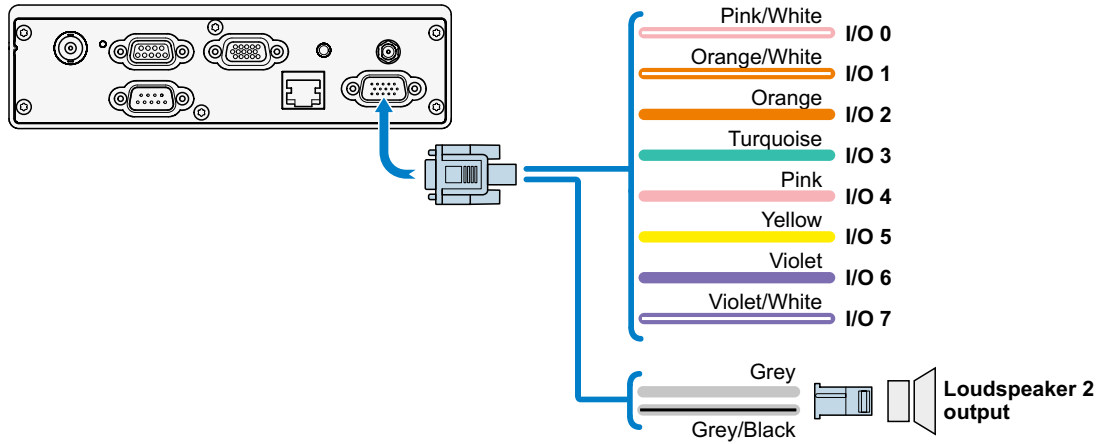 Pink/White
I/O 0
Orange/White
I/O 1
Orange
I/O 2
Turquoise
I/O 3
Pink
I/O 4
Yellow
I/O 5
Violet
I/O 6
Violet/White
I/O 7
Grey
Grey/Black
Loudspeaker 2
output